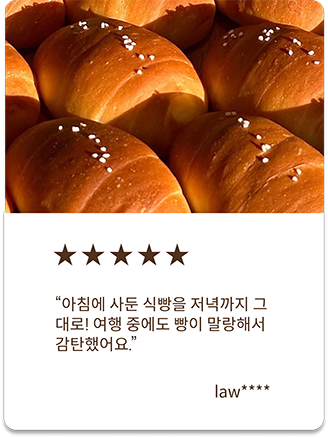 ★★★★★
“아침에 사둔 식빵을 저녁까지 그
대로! 여행 중에도 빵이 말랑해서
감탄했어요.”
law****